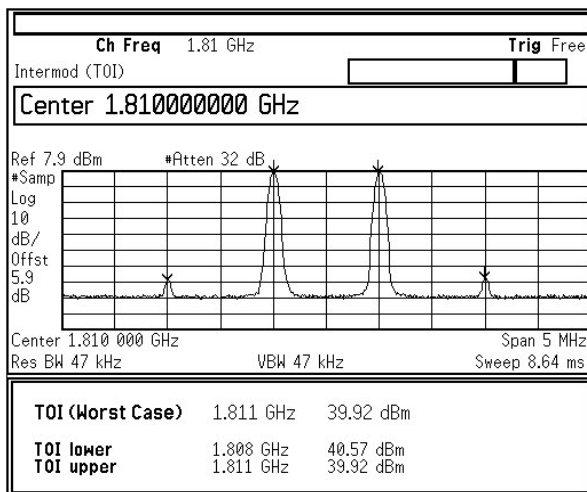 Ch Freq 1.81 GHz Trig Free
Intermod (TOI)
Center 1.810000000 GHz
Ref 7.9 dBm #Atten 32 dB
#Samp
Log
10
dB/
Offst
5.9
dB
Center 1.810 000 GHz Span 5 MHz
Res BW 47 kHz VBW 47 kHz Sweep 8.64 ms
TOI (Worst Case) 1.811 GHz 39.92 dBm
TOI lower 1.808 GHz 40.57 dBm
TOI upper 1.811 GHz 39.92 dBm